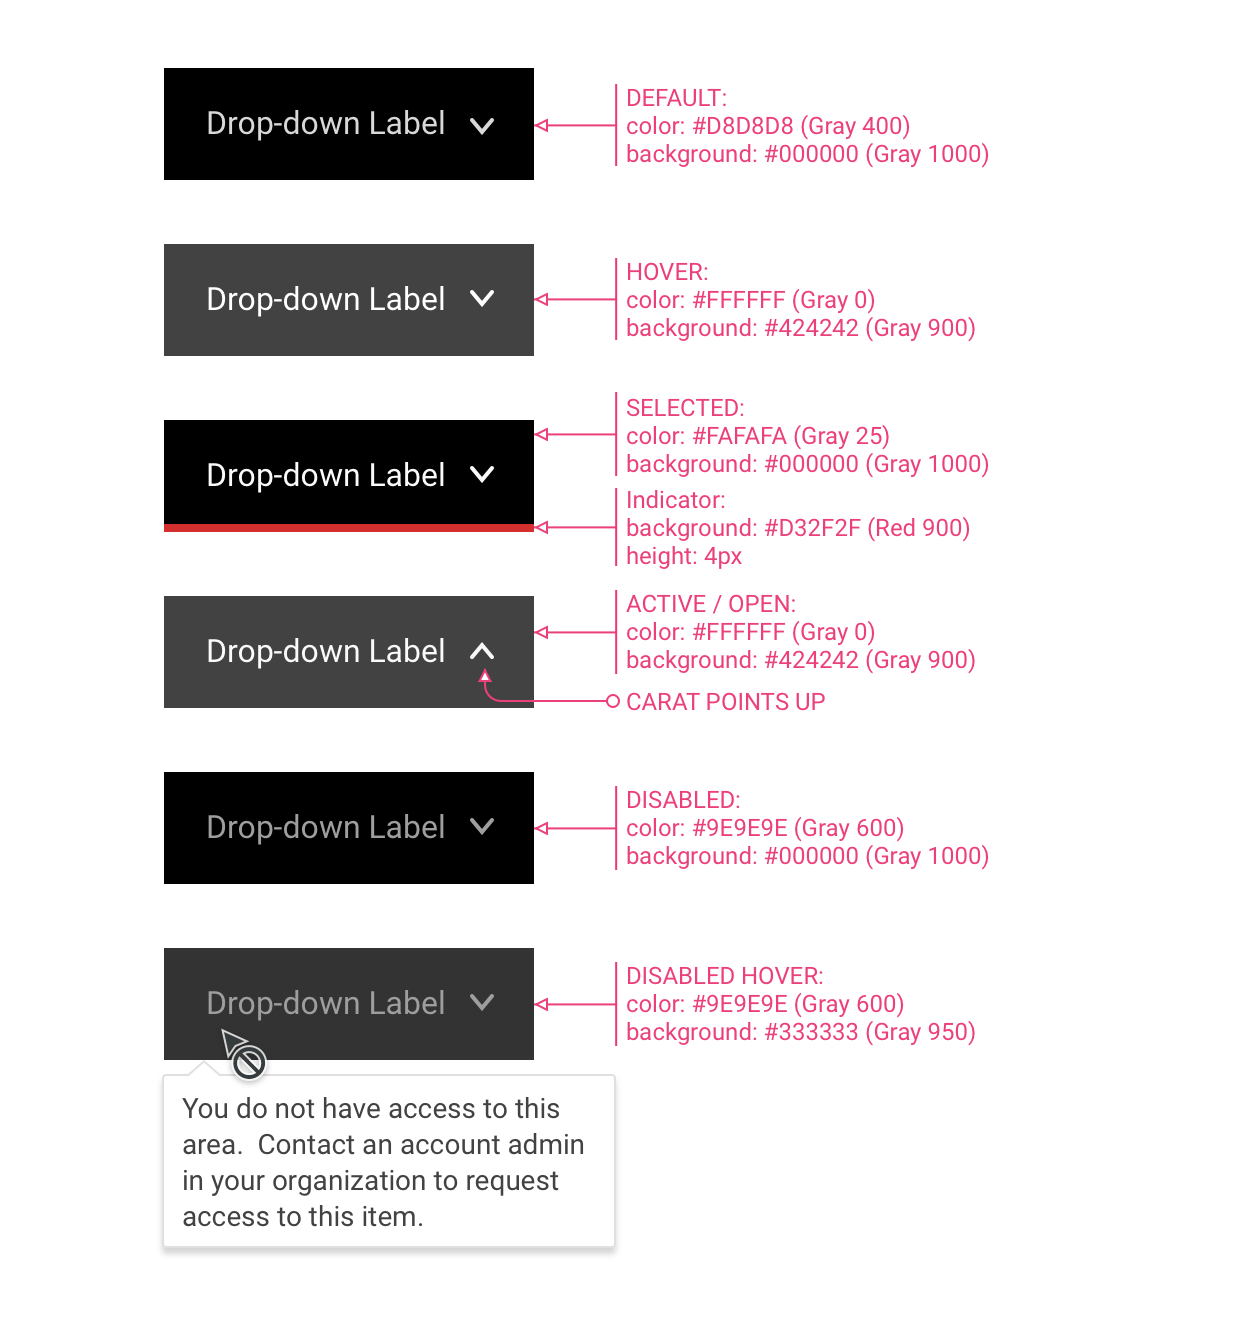 Drop-down Label
DEFAULT:
color: #D8D8D8 (Gray 400)
background: #000000 (Gray 1000)
Drop-down Label
HOVER:
color: #FFFFFF (Gray 0)
background: #424242 (Gray 900)
Drop-down Label
SELECTED:
color: #FAFAFA (Gray 25)
background: #000000 (Gray 1000)
Indicator:
background: #D32F2F (Red 900)
height: 4px
Drop-down Label
ACTIVE / OPEN:
color: #FFFFFF (Gray 0)
background: #424242 (Gray 900)
CARAT POINTS UP
Drop-down Label
DISABLED:
color: #9E9E9E (Gray 600)
background: #000000 (Gray 1000)
Drop-down Label
DISABLED HOVER:
color: #9E9E9E (Gray 600)
background: #333333 (Gray 950)
You do not have access to this
area.  Contact an account admin
in your organization to request
access to this item.